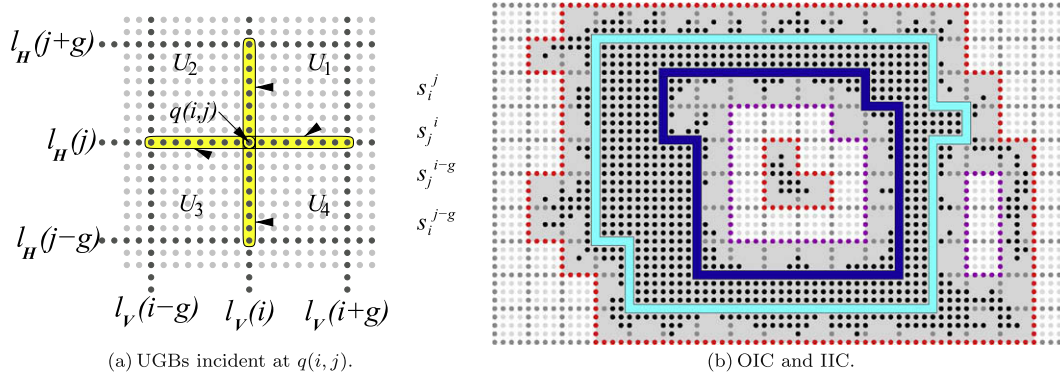 l_H(j+g)
U_2
U_1
s_i^j
q(i,j)
l_H(j)
s_j^i
s_j^{i-g}
U_3
U_4
s_i^{j-g}
l_H(j−g)
l_V(i−g)
l_V(i)
l_V(i+g)
(a) UGBs incident at q(i, j).
(b) OIC and IIC.